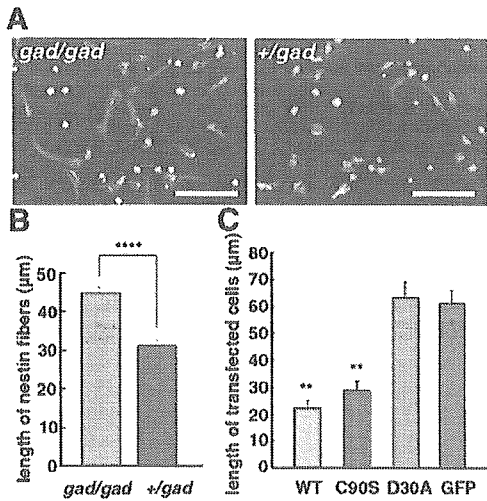 A
gad/gad
+/gad
B
C
length of nestin fibers (µm)
50
40
30
20
10
0
****
gad/gad +/gad
length of transfected cells (µm)
80
70
60
50
40
30
20
10
0
**
**
WT C90S D30A GFP